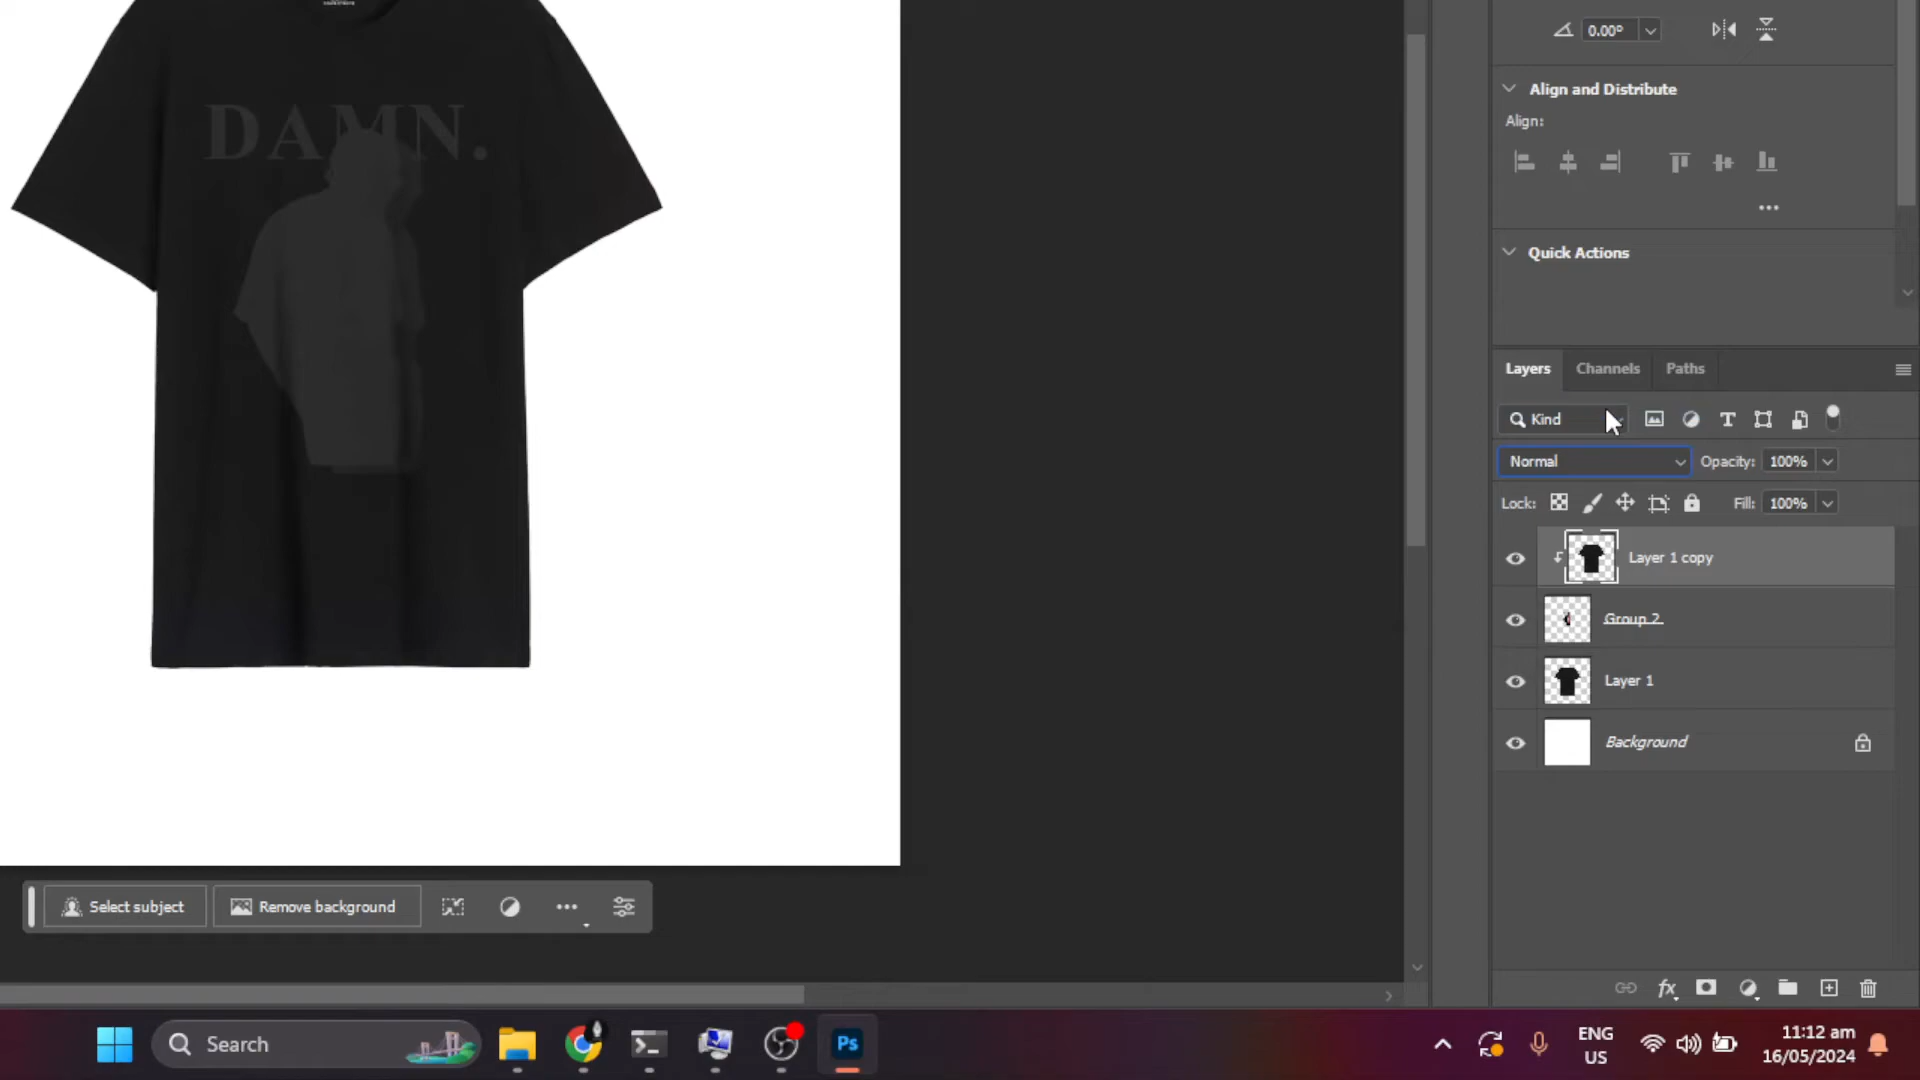 0.00°
Align and Distribute
Align:
DAMN.
Quick Actions
Layers Channels Paths
Kind
Normal Opacity: 100%
Lock: Fill: 100%
Layer 1 copy
Group 2
Layer 1
Background
Select subject Remove background
Search
Ps
ENG
US
11:12 am
16/05/2024